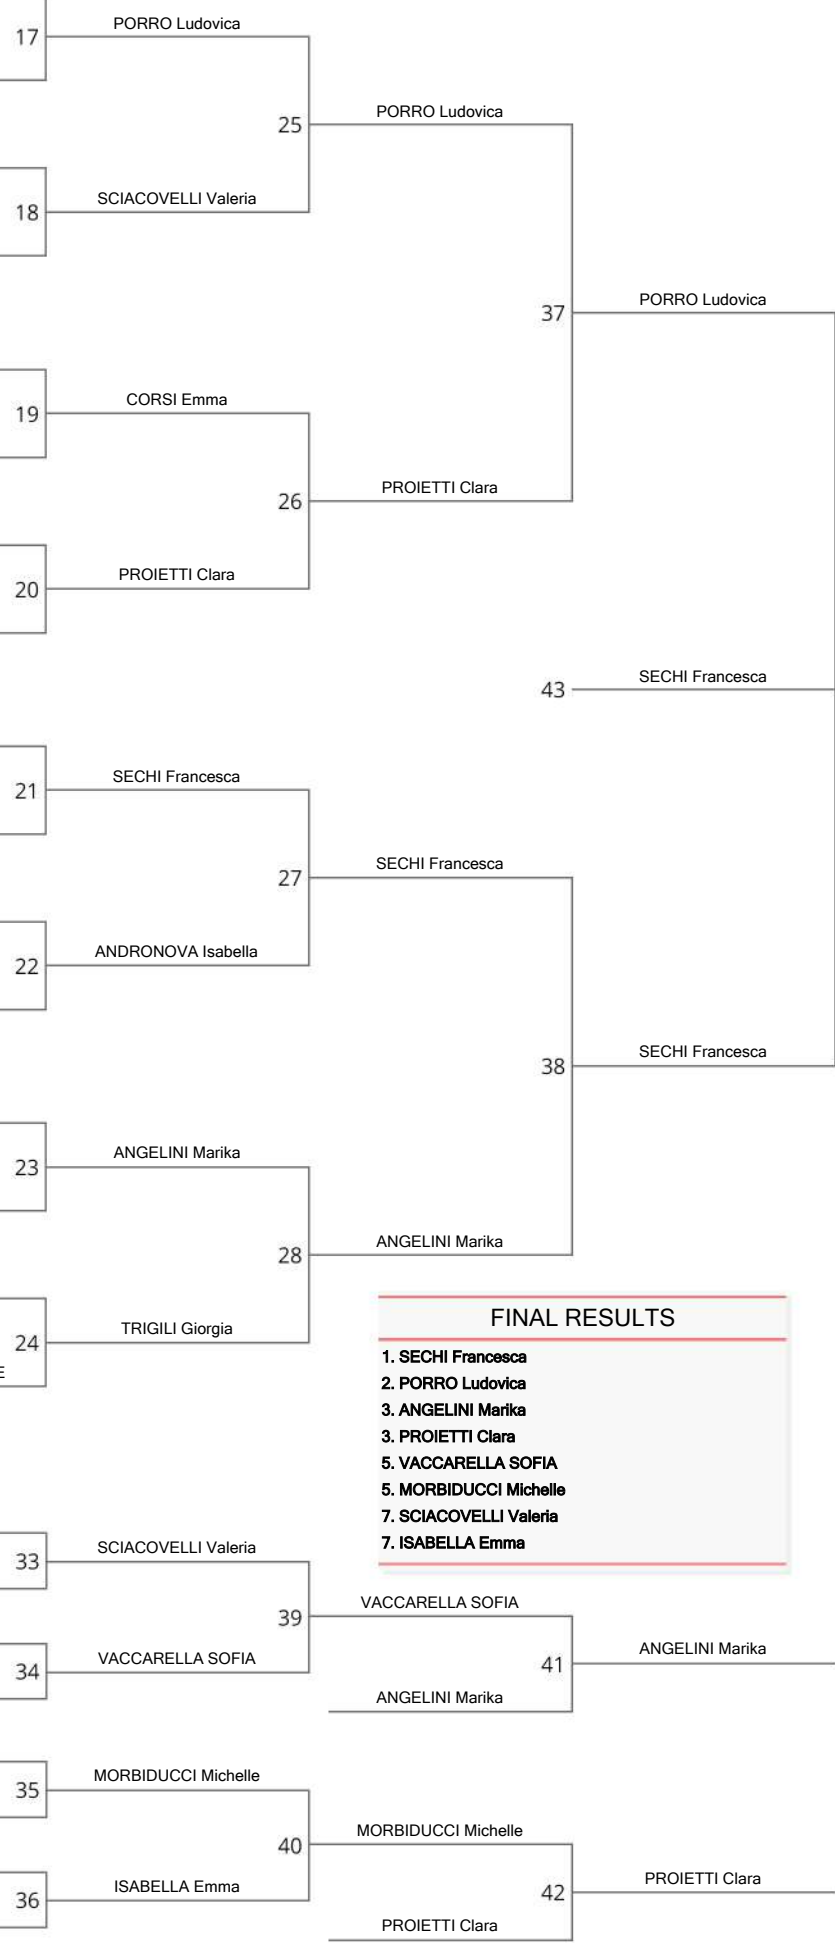 PORRO Ludovica
17
PORRO Ludovica
25
SCIACOVELLI Valeria
18
PORRO Ludovica
37
CORSI Emma
19
PROIETTI Clara
26
PROIETTI Clara
20
SECHI Francesca
43
SECHI Francesca
21
SECHI Francesca
27
ANDRONOVA Isabella
22
SECHI Francesca
38
ANGELINI Marika
23
ANGELINI Marika
28
TRIGILI Giorgia
24
E
FINAL RESULTS
1. SECHI Francesca
2. PORRO Ludovica
3. ANGELINI Marika
3. PROIETTI Clara
5. VACCARELLA SOFIA
5. MORBIDUCCI Michelle
7. SCIACOVELLI Valeria
7. ISABELLA Emma
SCIACOVELLI Valeria
33
VACCARELLA SOFIA
39
VACCARELLA SOFIA
34
ANGELINI Marika
41
ANGELINI Marika
MORBIDUCCI Michelle
35
MORBIDUCCI Michelle
40
ISABELLA Emma
36
PROIETTI Clara
42
PROIETTI Clara